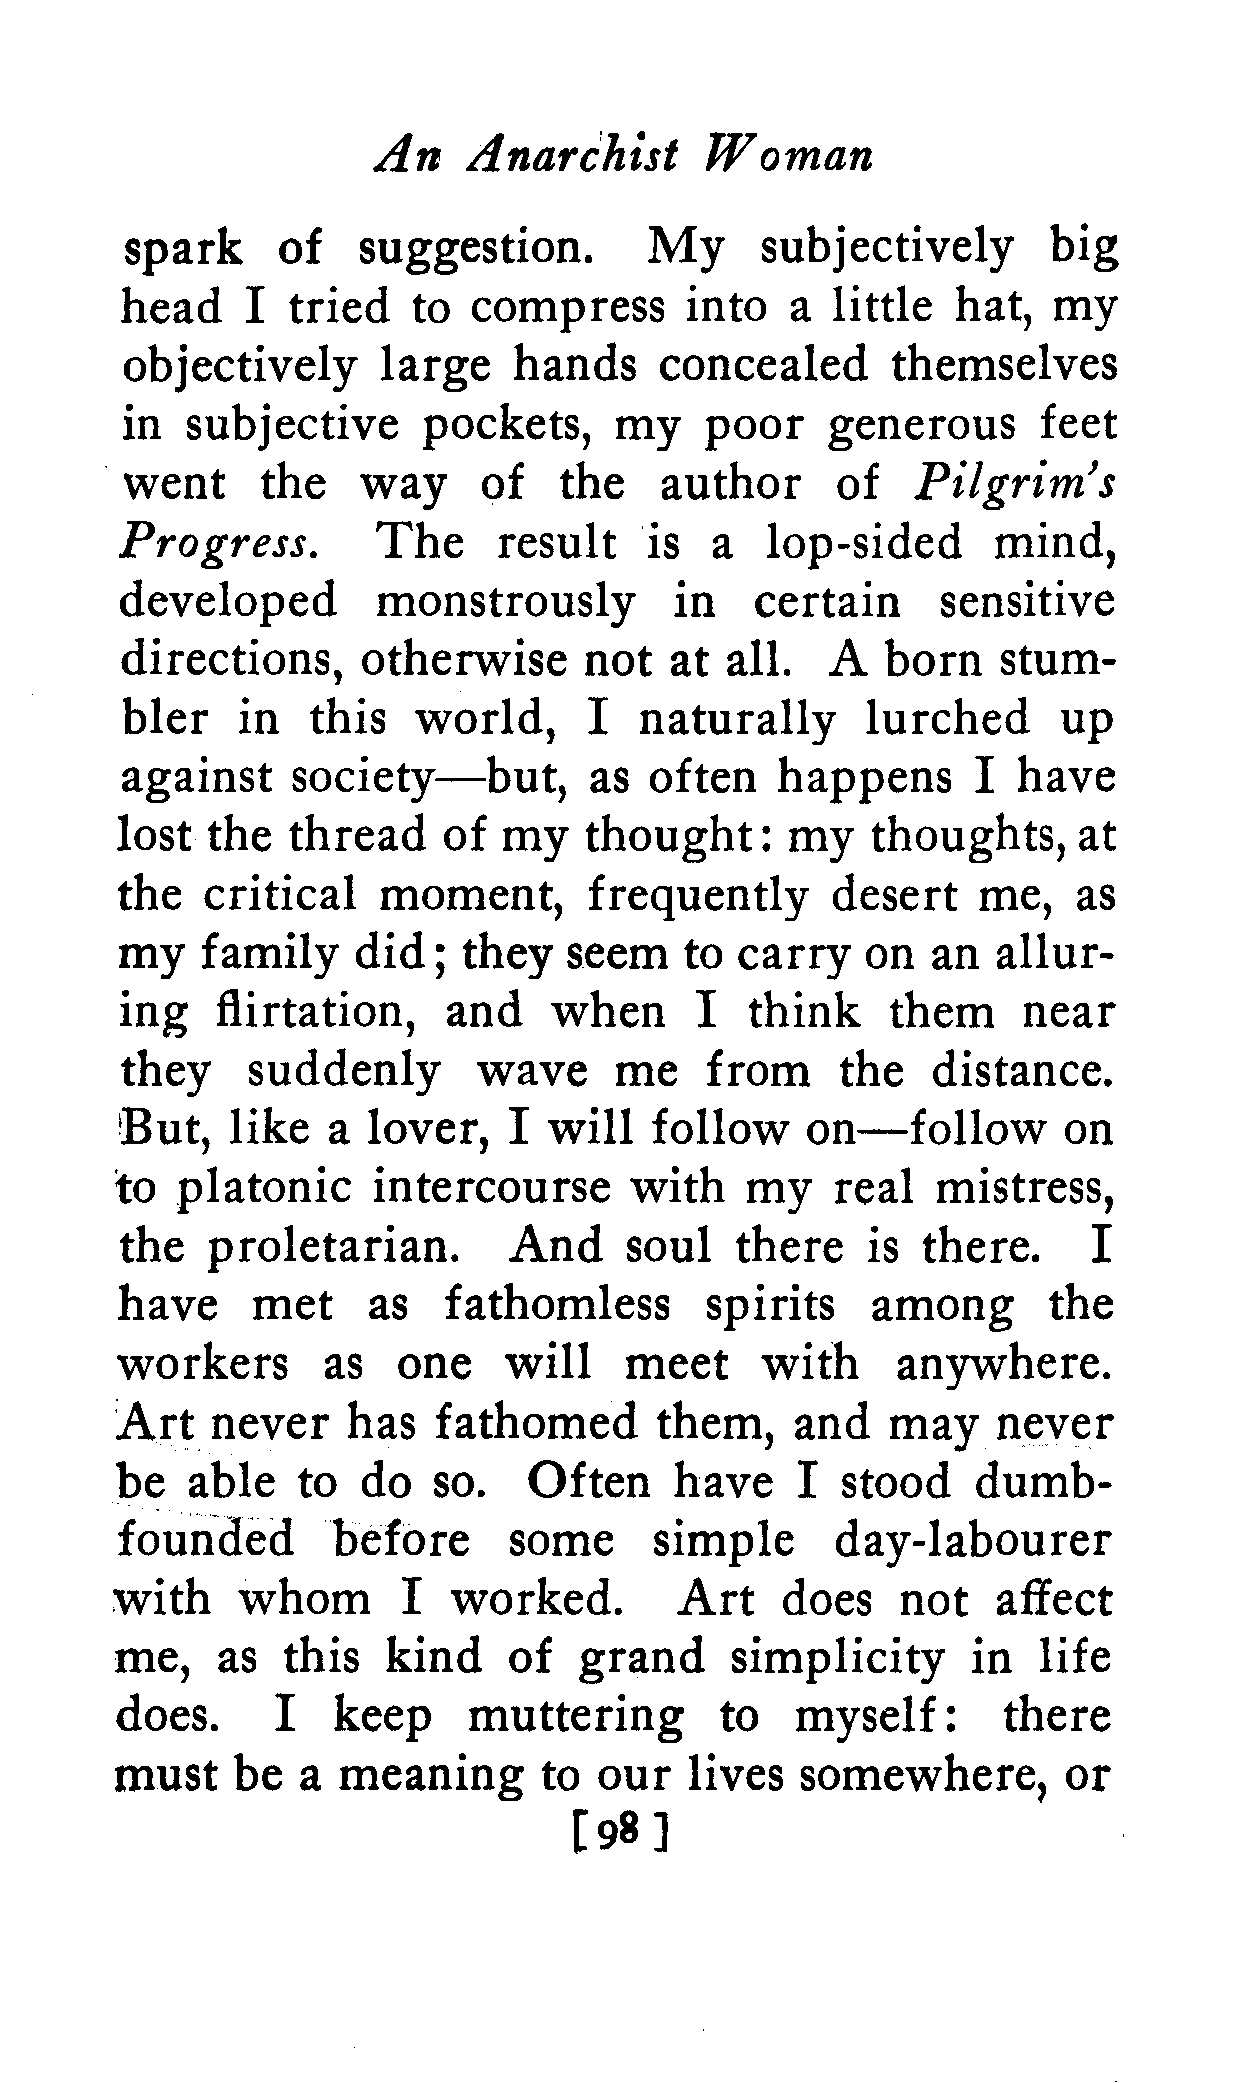 An Anarchist Woman
spark of suggestion. My subjectively big
head I tried to compress into a little hat, my
objectively large hands concealed themselves
in subjective pockets, my poor generous feet
went the way of the author of Pilgrim's
Progress. The result is a lop-sided mind,
developed monstrously in certain sensitive
directions, otherwise not at all. A born stum-
bler in this world, I naturally lurched up
against society—but, as often happens I have
lost the thread of my thought: my thoughts, at
the critical moment, frequently desert me, as
my family did; they seem to carry on an allur-
ing flirtation, and when I think them near
they suddenly wave me from the distance.
But, like a lover, I will follow on—follow on
to platonic intercourse with my real mistress,
the proletarian. And soul there is there. I
have met as fathomless spirits among the
workers as one will meet with anywhere.
Art never has fathomed them, and may never
be able to do so. Often have I stood dumb-
founded before some simple day-labourer
with whom I worked. Art does not affect
me, as this kind of grand simplicity in life
does. I keep muttering to myself: there
must be a meaning to our lives somewhere, or
[98]